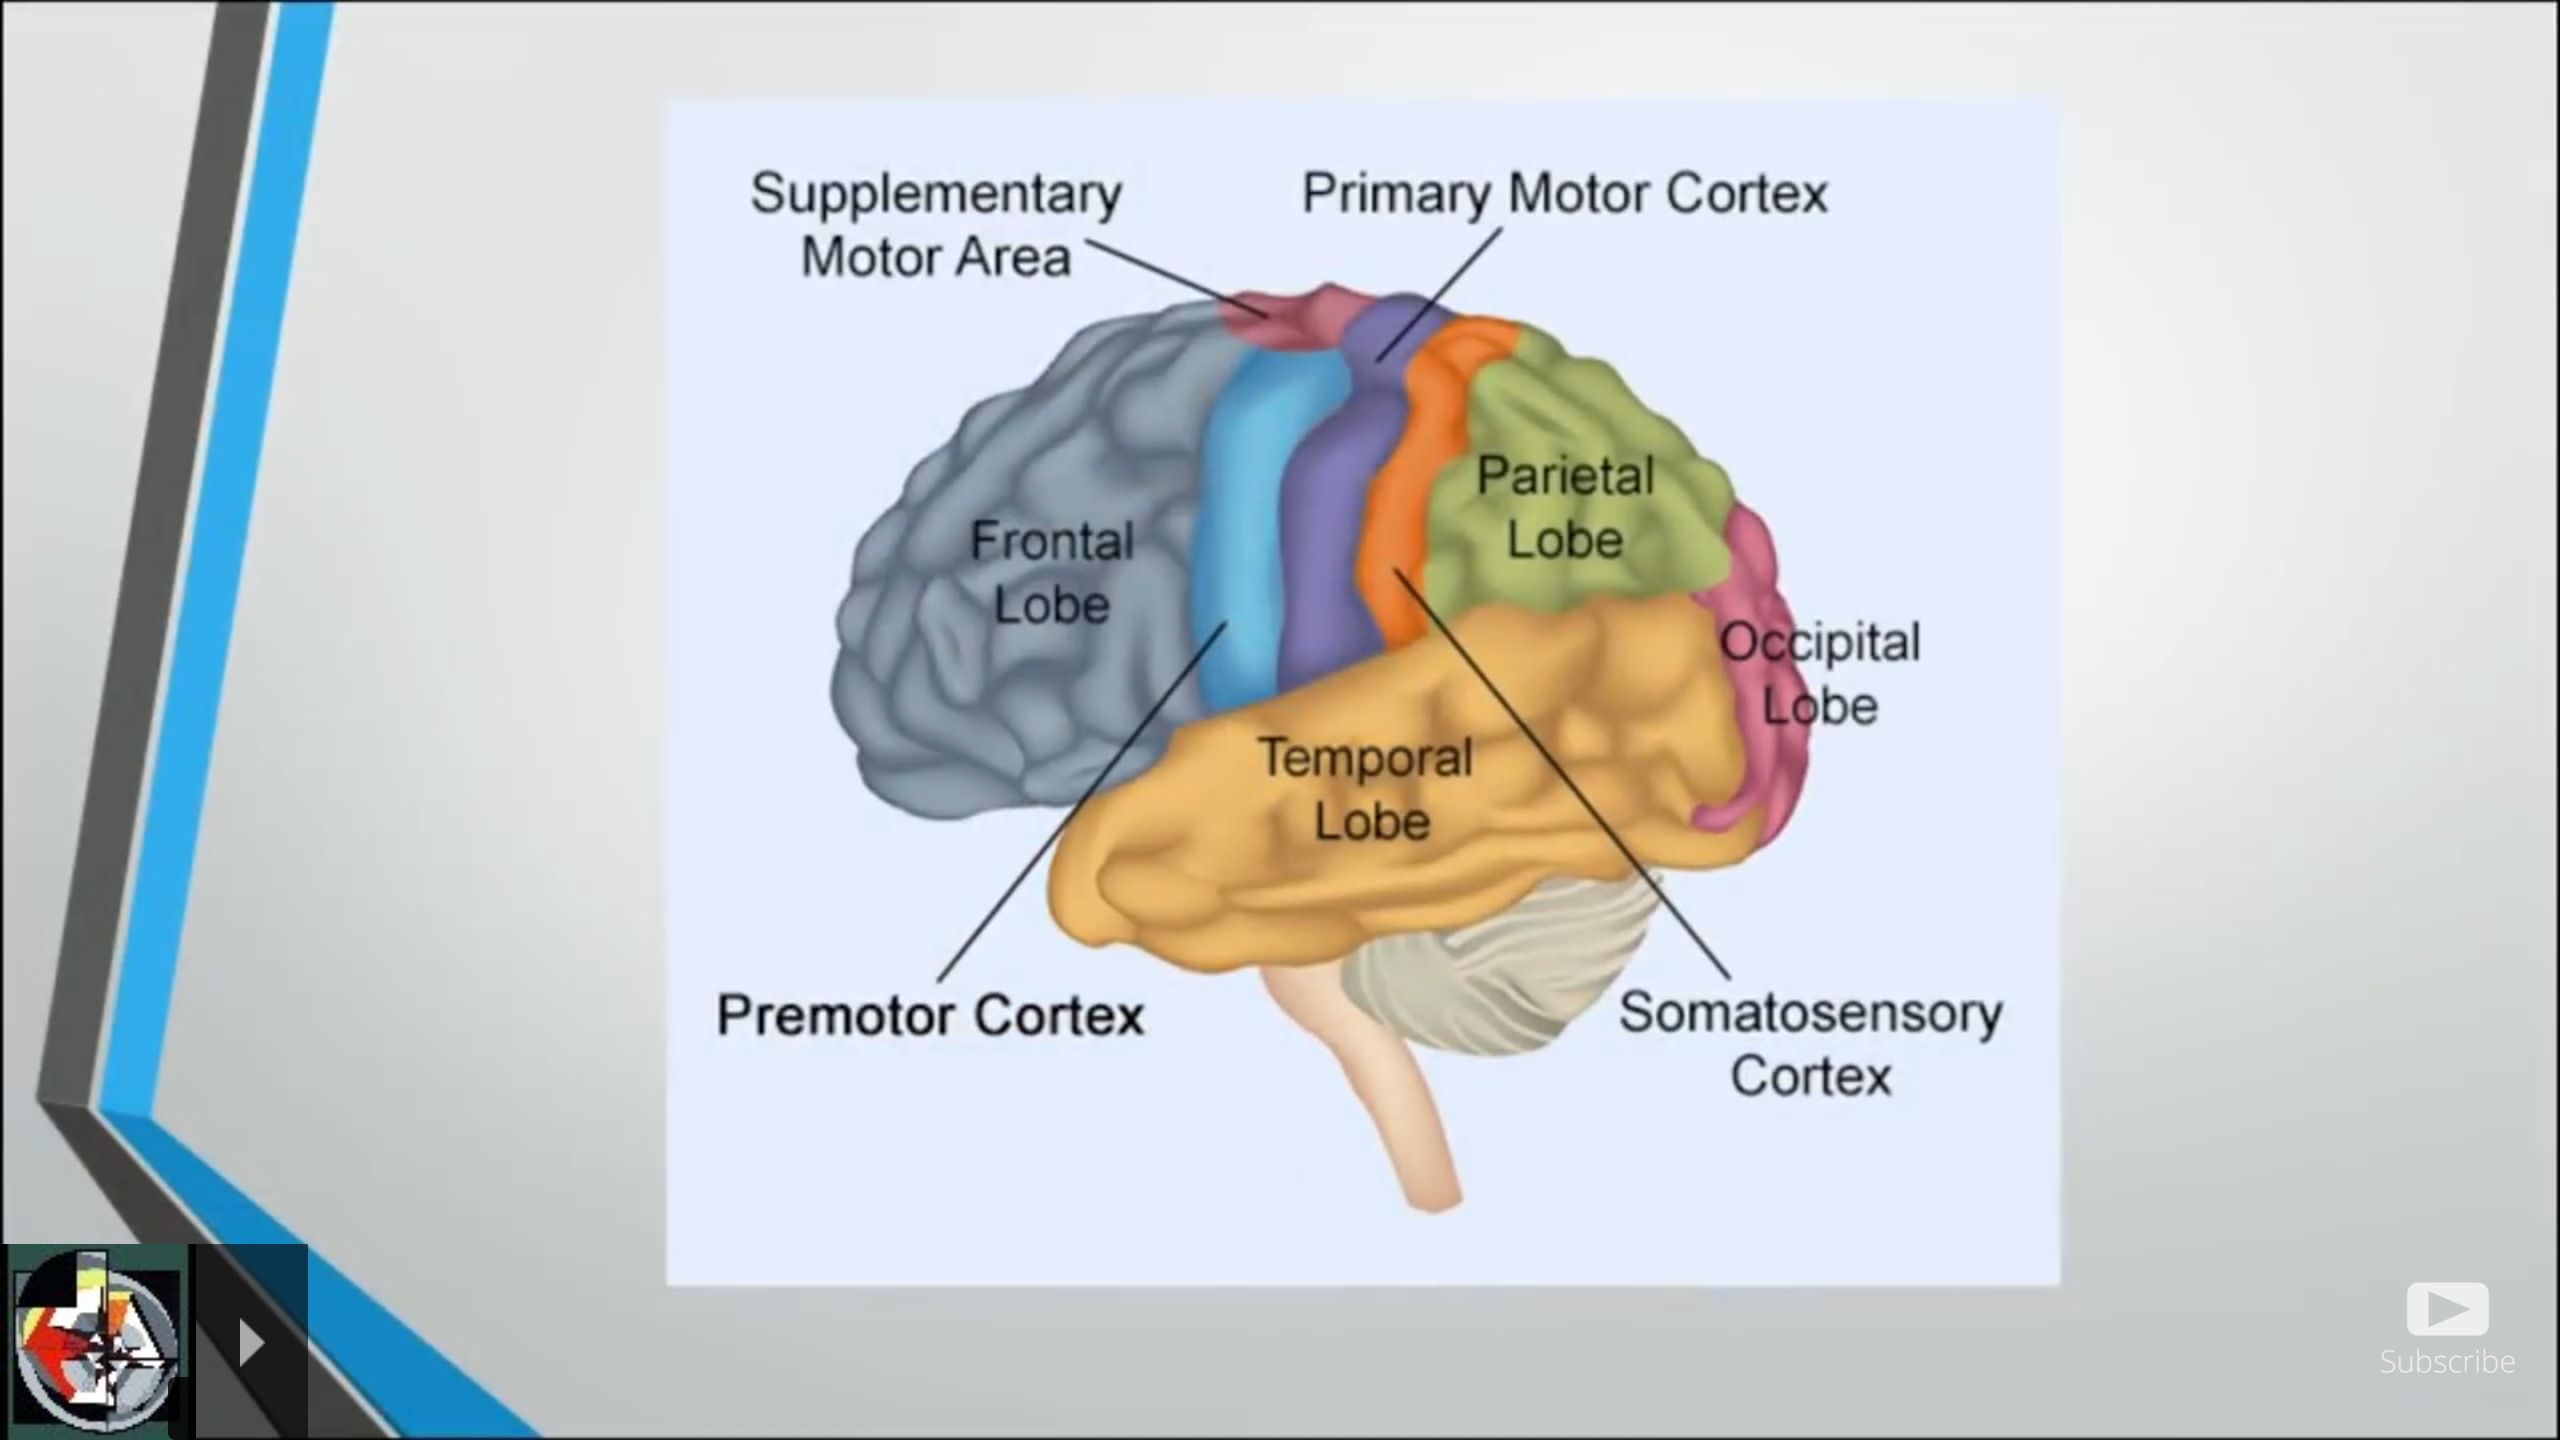 Supplementary
Motor Area
Primary Motor Cortex
Frontal
Lobe
Parietal
Lobe
Occipital
Lobe
Temporal
Lobe
Premotor Cortex
Somatosensory
Cortex
Subscribe